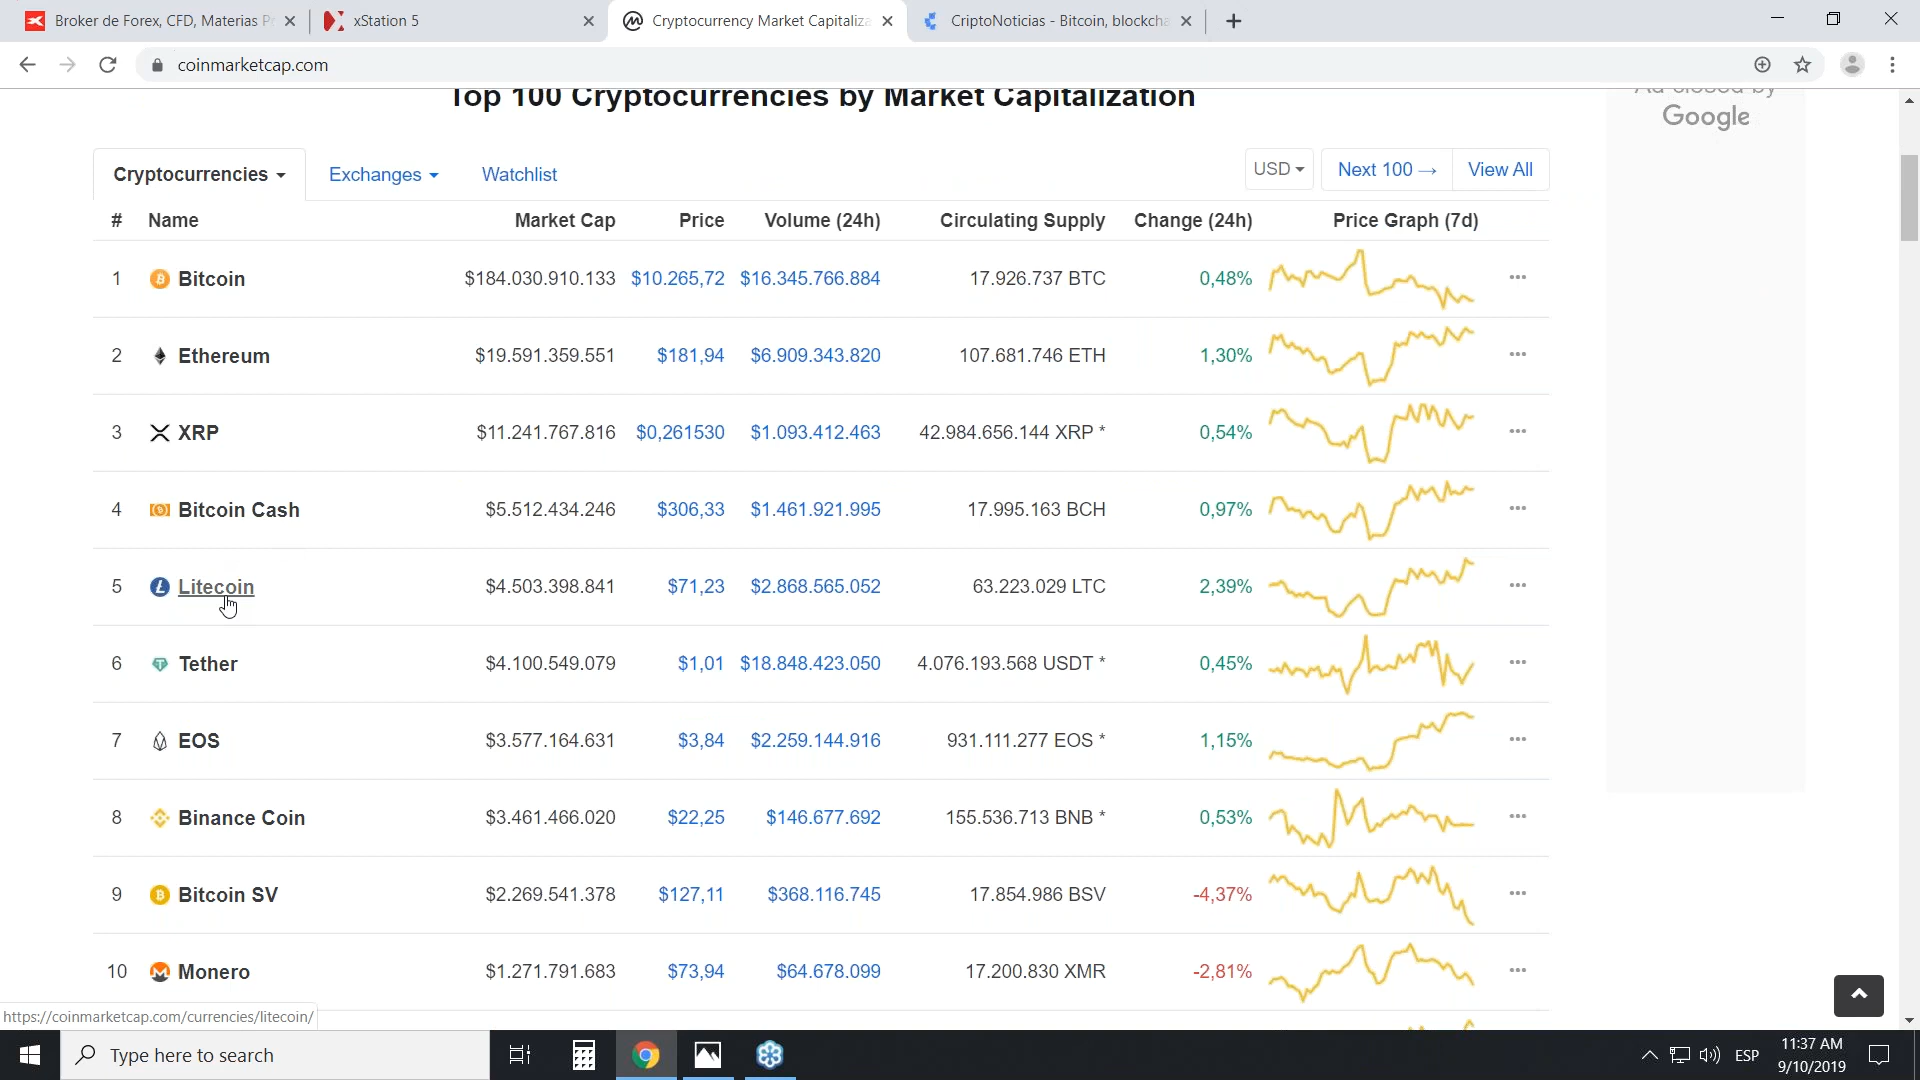 Broker de Forex, CFD, Materias P
xStation 5
Cryptocurrency Market Capitaliza
CriptoNoticias - Bitcoin, blockcha
coinmarketcap.com
Top 100 Cryptocurrencies by Market Capitalization
Ad closed by
Google
Cryptocurrencies
Exchanges
Watchlist
USD
Next 100 →
View All
# Name Market Cap Price Volume (24h) Circulating Supply Change (24h) Price Graph (7d)
1 Bitcoin $184.030.910.133 $10.265,72 $16.345.766.884 17.926.737 BTC 0,48%
2 Ethereum $19.591.359.551 $181,94 $6.909.343.820 107.681.746 ETH 1,30%
3 XRP $11.241.767.816 $0,261530 $1.093.412.463 42.984.656.144 XRP * 0,54%
4 Bitcoin Cash $5.512.434.246 $306,33 $1.461.921.995 17.995.163 BCH 0,97%
5 Litecoin $4.503.398.841 $71,23 $2.868.565.052 63.223.029 LTC 2,39%
6 Tether $4.100.549.079 $1,01 $18.848.423.050 4.076.193.568 USDT * 0,45%
7 EOS $3.577.164.631 $3,84 $2.259.144.916 931.111.277 EOS * 1,15%
8 Binance Coin $3.461.466.020 $22,25 $146.677.692 155.536.713 BNB * 0,53%
9 Bitcoin SV $2.269.541.378 $127,11 $368.116.745 17.854.986 BSV -4,37%
10 Monero $1.271.791.683 $73,94 $64.678.099 17.200.830 XMR -2,81%
https://coinmarketcap.com/currencies/litecoin/
Type here to search
ESP
11:37 AM
9/10/2019